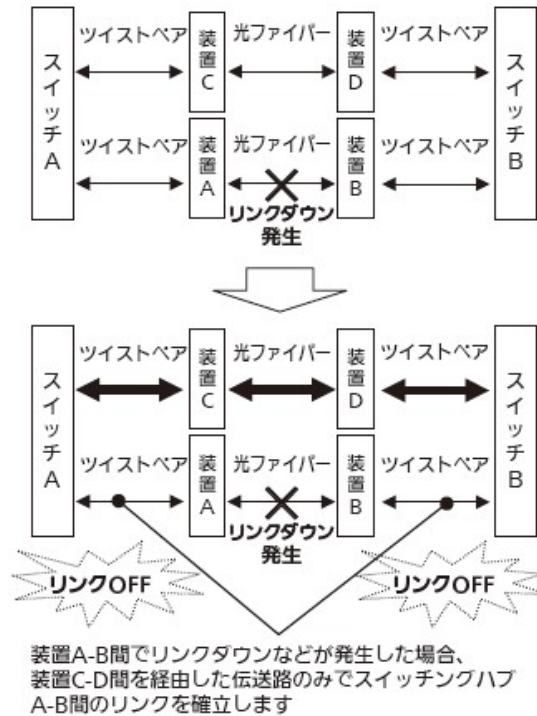 ツイストペア
光ファイバー
ツイストペア
スイッチA
装置C
装置D
スイッチB
ツイストペア
光ファイバー
ツイストペア
装置A
装置B
リンクダウン
発生
ツイストペア
光ファイバー
ツイストペア
スイッチA
装置C
装置D
スイッチB
ツイストペア
光ファイバー
ツイストペア
装置A
装置B
リンクダウン
発生
リンクOFF
リンクOFF
装置A-B間でリンクダウンなどが発生した場合、
装置C-D間を経由した伝送路のみでスイッチングハブ
A-B間のリンクを確立します